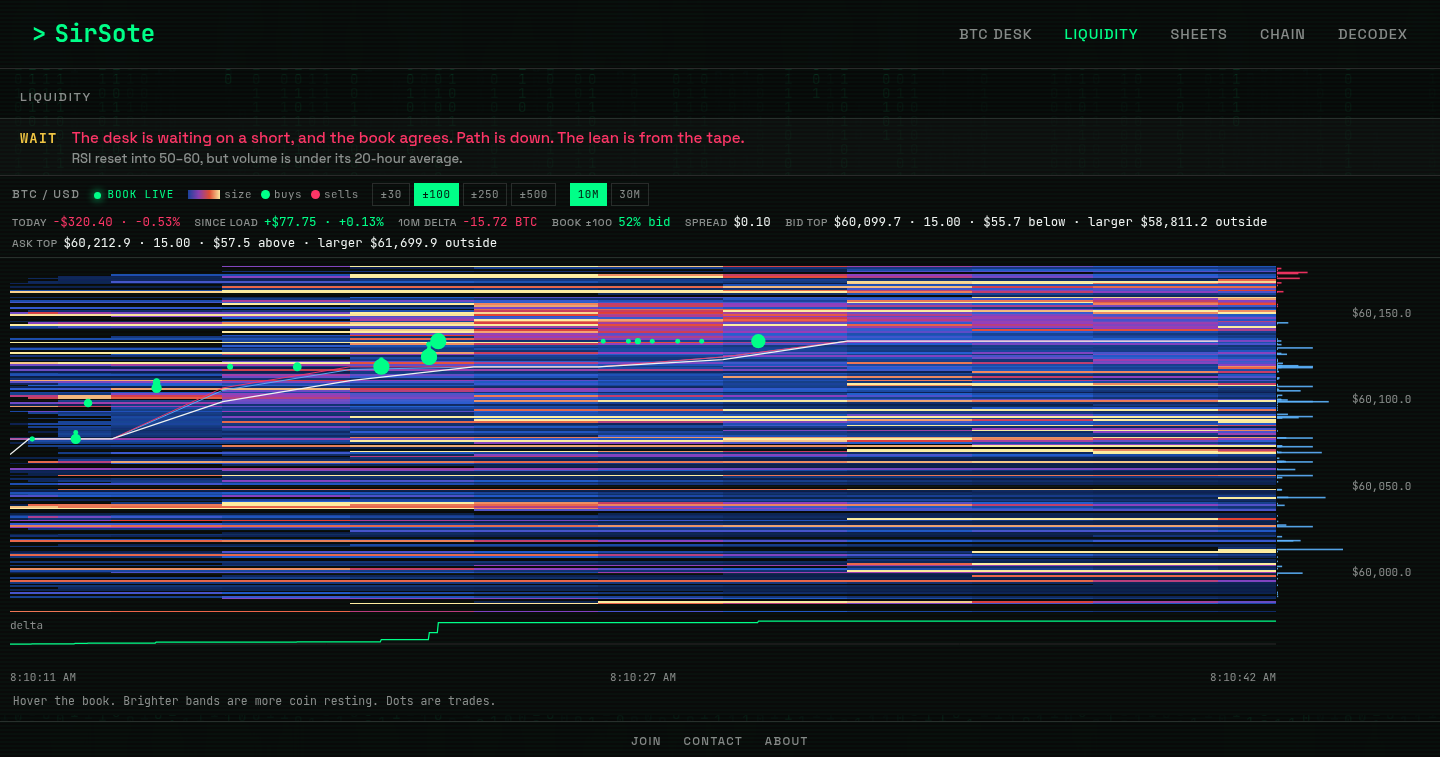 > SirSote
BTC DESK LIQUIDITY SHEETS CHAIN DECODEX
LIQUIDITY
WAIT The desk is waiting on a short, and the book agrees. Path is down. The lean is from the tape.
RSI reset into 50–60, but volume is under its 20-hour average.
BTC / USD BOOK LIVE size buys sells ±30 ±100 ±250 ±500 10M 30M
TODAY -$320.40 · -0.53% SINCE LOAD +$77.75 · +0.13% 10M DELTA -15.72 BTC BOOK ±100 52% bid SPREAD $0.10 BID TOP $60,099.7 · 15.00 · $55.7 below · larger $58,811.2 outside
ASK TOP $60,212.9 · 15.00 · $57.5 above · larger $61,699.9 outside
$60,150.0
$60,100.0
$60,050.0
$60,000.0
delta
8:10:11 AM 8:10:27 AM 8:10:42 AM
Hover the book. Brighter bands are more coin resting. Dots are trades.
JOIN CONTACT ABOUT